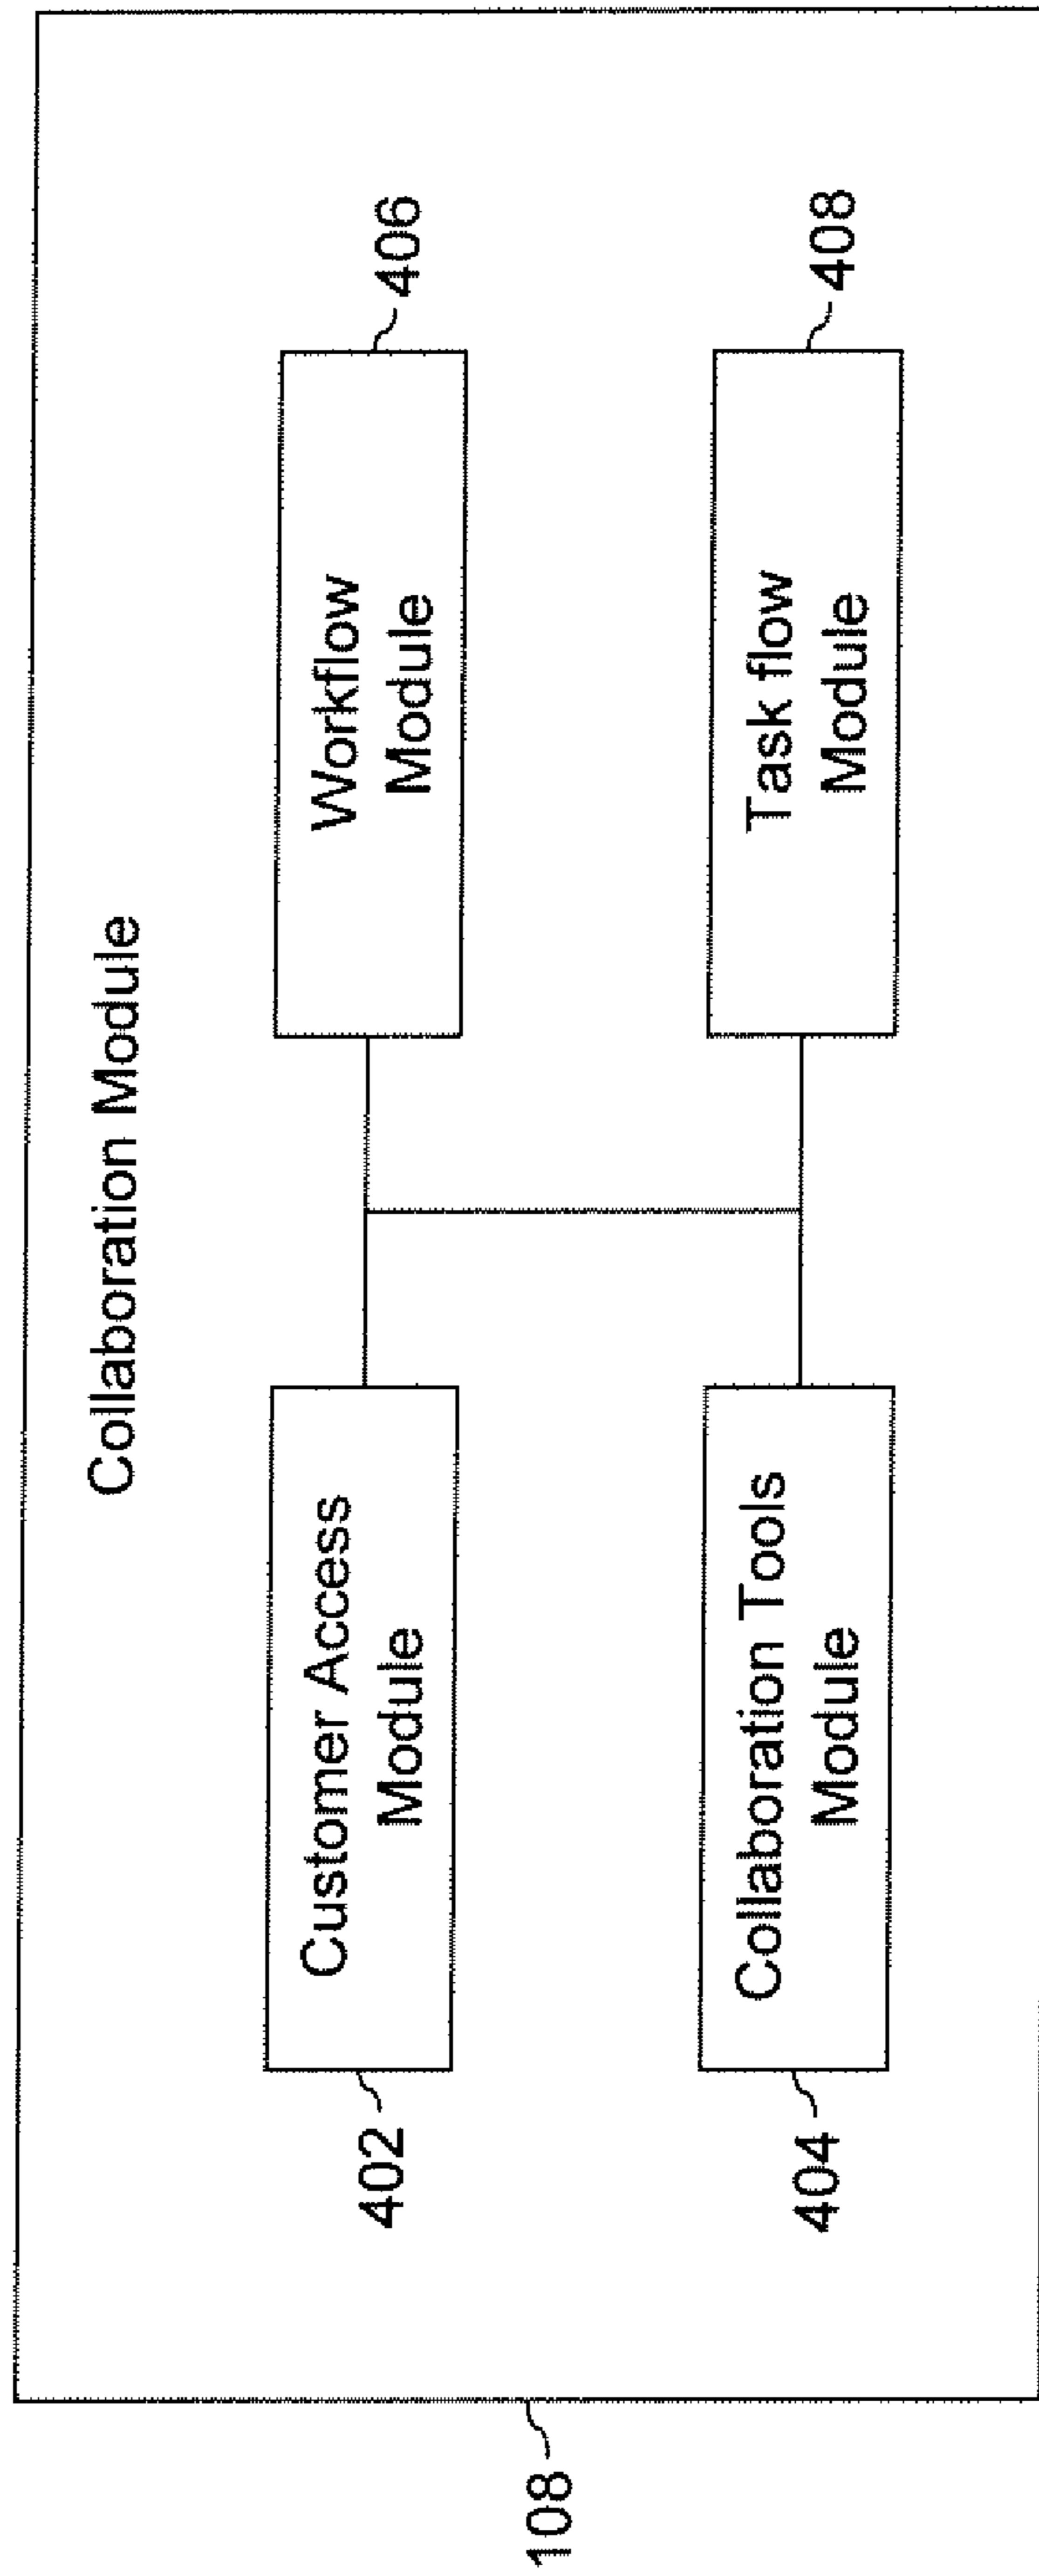 Collaboration Module
402
Customer Access
Module
Workflow
Module
406
404
Collaboration Tools
Module
Task flow
Module
408
108